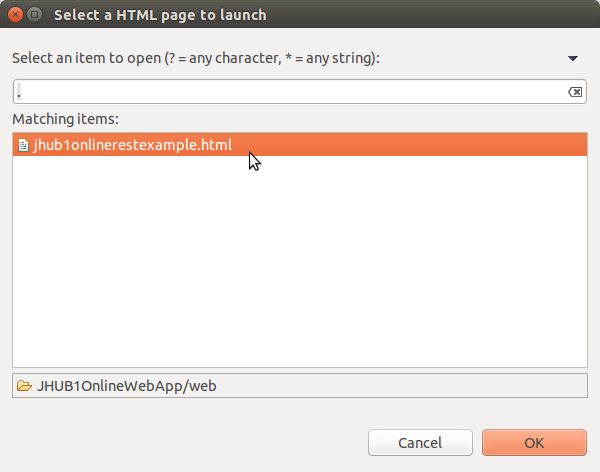 Select a HTML page to launch
Select an item to open (? = any character, * = any string):
.
Matching items:
jhub1onlinerestexample.html
JHUB1OnlineWebApp/web
Cancel OK